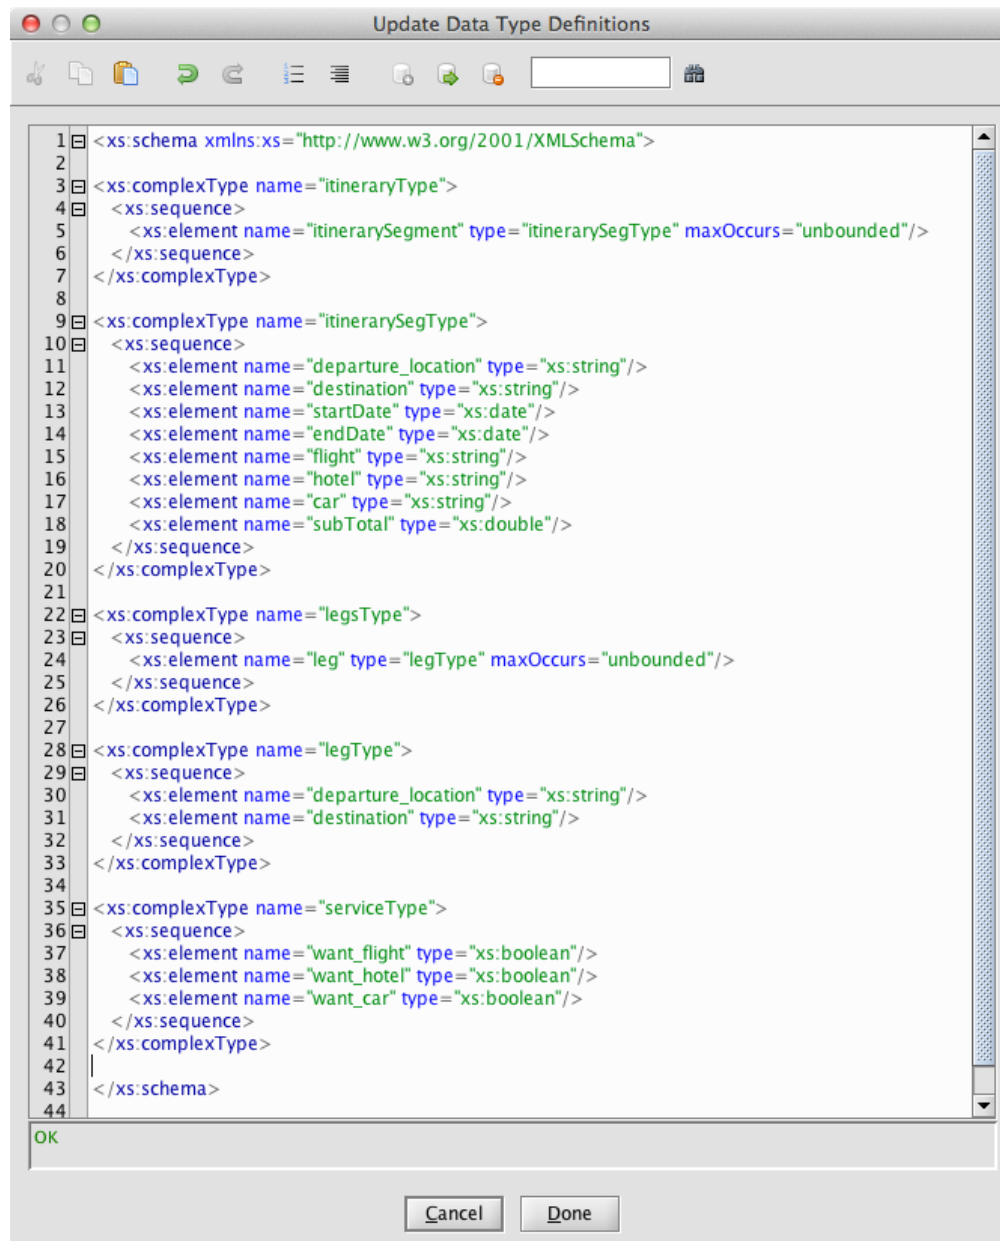 Update Data Type Definitions
1 <xs:schema xmlns:xs="http://www.w3.org/2001/XMLSchema">
2
3 <xs:complexType name="itineraryType">
4 <xs:sequence>
5 <xs:element name="itinerarySegment" type="itinerarySegType" maxOccurs="unbounded"/>
6 </xs:sequence>
7 </xs:complexType>
8
9 <xs:complexType name="itinerarySegType">
10 <xs:sequence>
11 <xs:element name="departure_location" type="xs:string"/>
12 <xs:element name="destination" type="xs:string"/>
13 <xs:element name="startDate" type="xs:date"/>
14 <xs:element name="endDate" type="xs:date"/>
15 <xs:element name="flight" type="xs:string"/>
16 <xs:element name="hotel" type="xs:string"/>
17 <xs:element name="car" type="xs:string"/>
18 <xs:element name="subTotal" type="xs:double"/>
19 </xs:sequence>
20 </xs:complexType>
21
22 <xs:complexType name="legsType">
23 <xs:sequence>
24 <xs:element name="leg" type="legType" maxOccurs="unbounded"/>
25 </xs:sequence>
26 </xs:complexType>
27
28 <xs:complexType name="legType">
29 <xs:sequence>
30 <xs:element name="departure_location" type="xs:string"/>
31 <xs:element name="destination" type="xs:string"/>
32 </xs:sequence>
33 </xs:complexType>
34
35 <xs:complexType name="serviceType">
36 <xs:sequence>
37 <xs:element name="want_flight" type="xs:boolean"/>
38 <xs:element name="want_hotel" type="xs:boolean"/>
39 <xs:element name="want_car" type="xs:boolean"/>
40 </xs:sequence>
41 </xs:complexType>
42
43 </xs:schema>
44
OK
Cancel Done